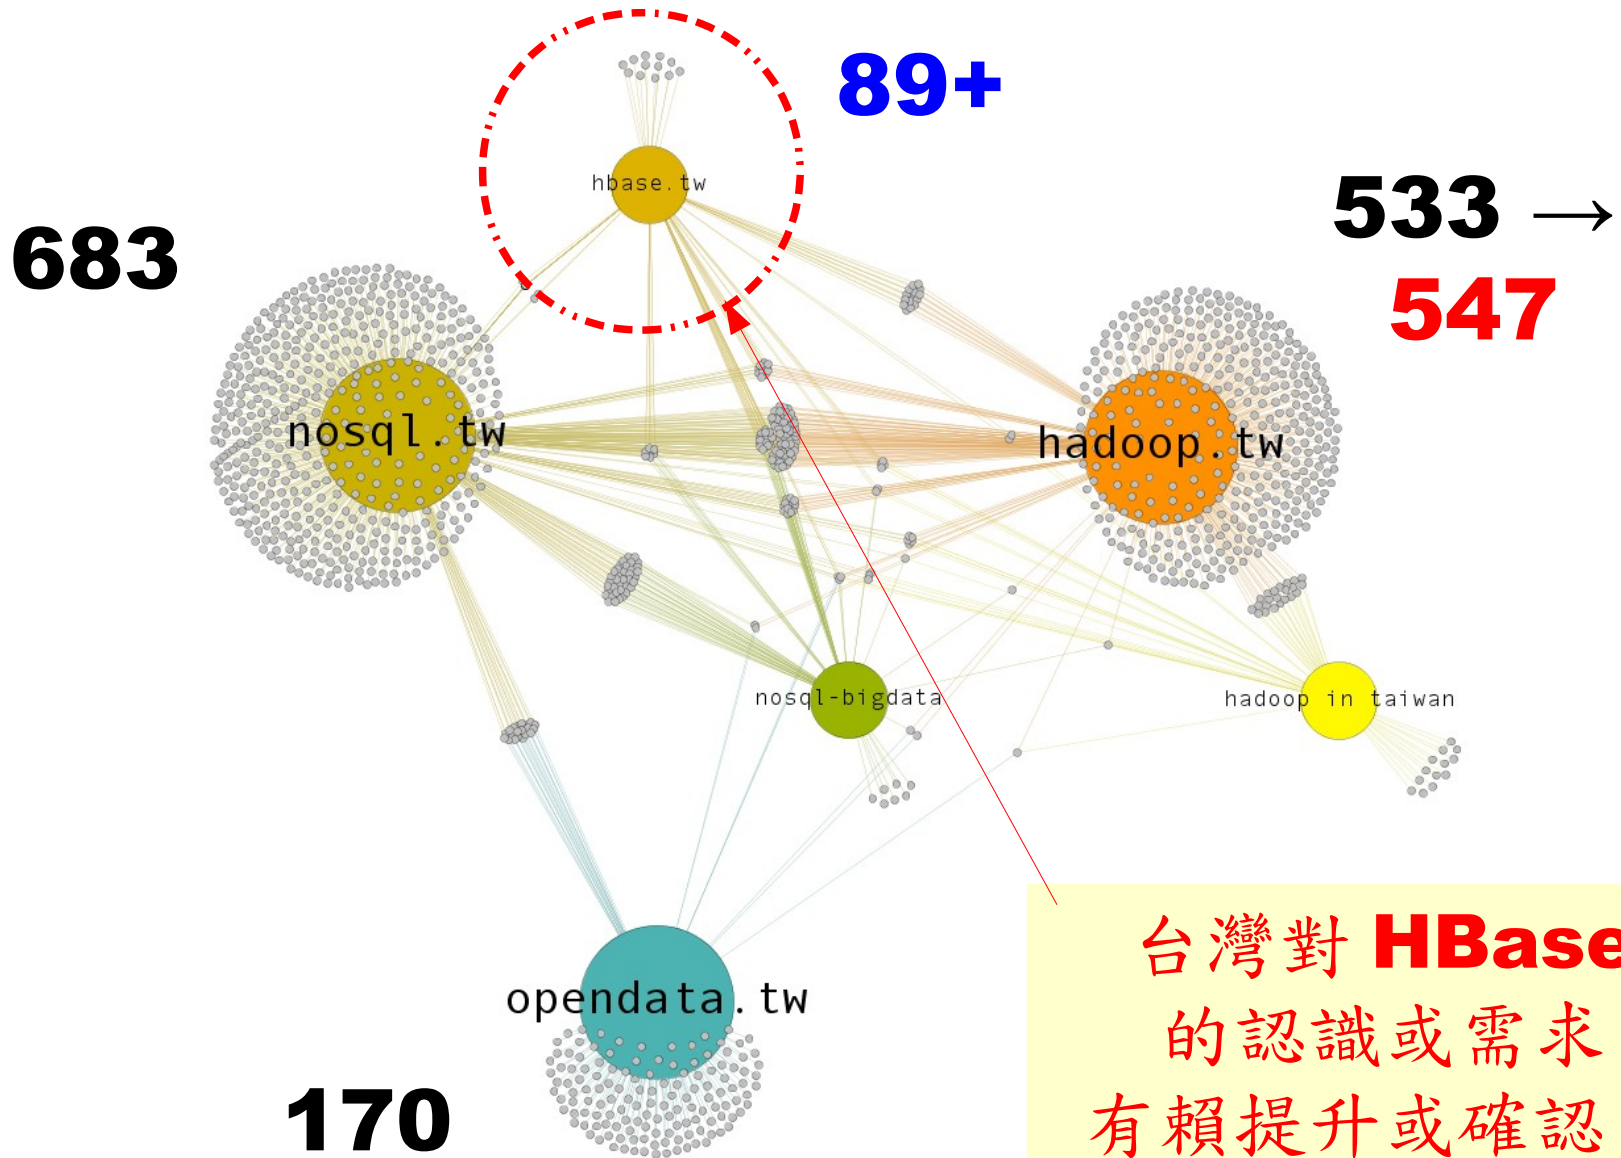 89+
hbase.tw
533 →
683
547
nosql.tw
hadoop.tw
nosql-bigdata
hadoop in taiwan
台灣對 HBase
的認識或需求
有賴提升或確認
opendata.tw
170